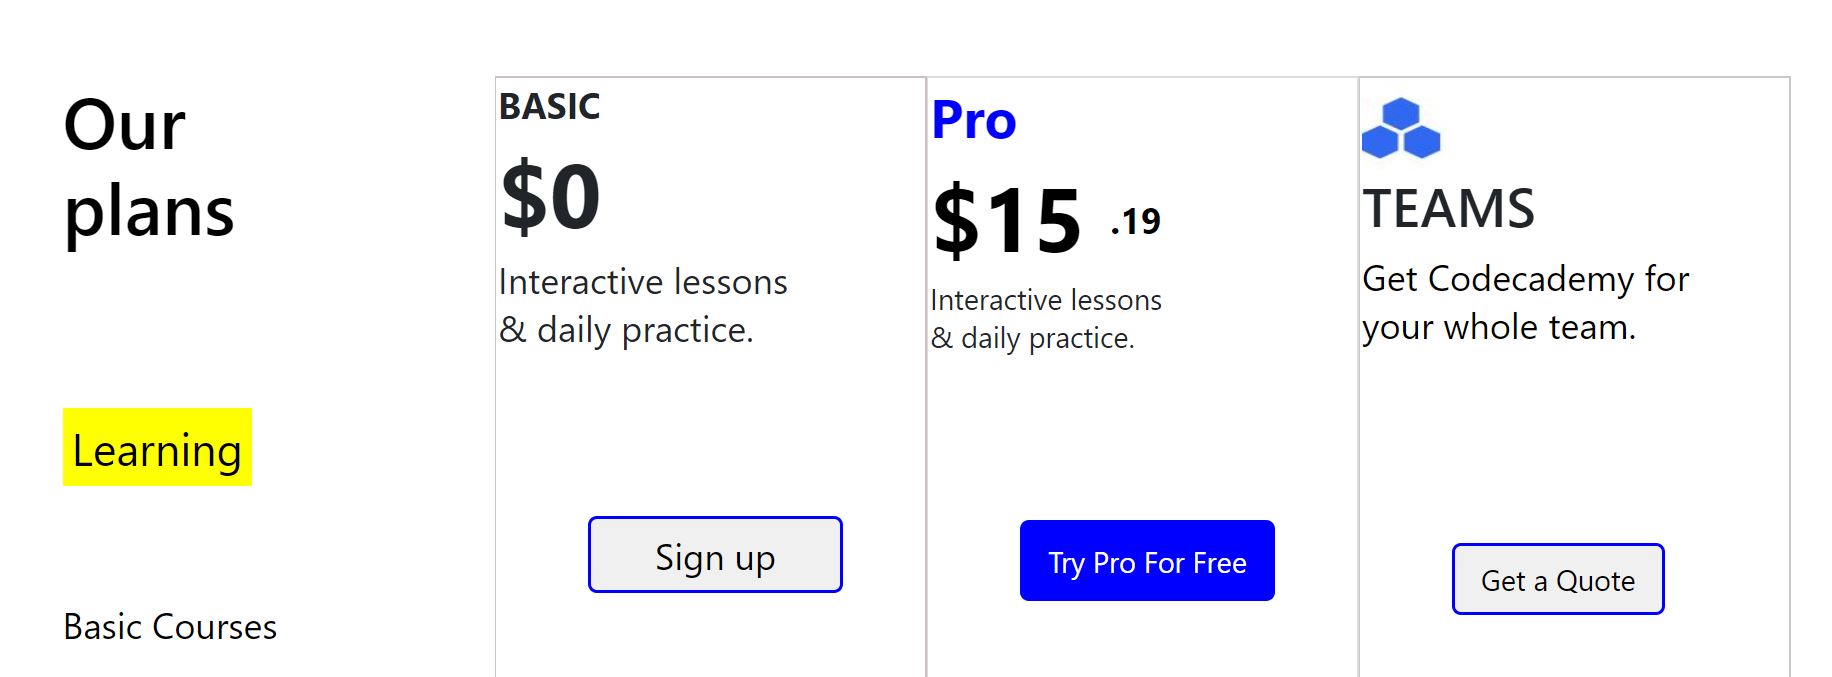 Our
plans
Learning
Basic Courses
BASIC
$0
Interactive lessons
& daily practice.
Sign up
Pro
$15 .19
Interactive lessons
& daily practice.
Try Pro For Free
TEAMS
Get Codecademy for
your whole team.
Get a Quote